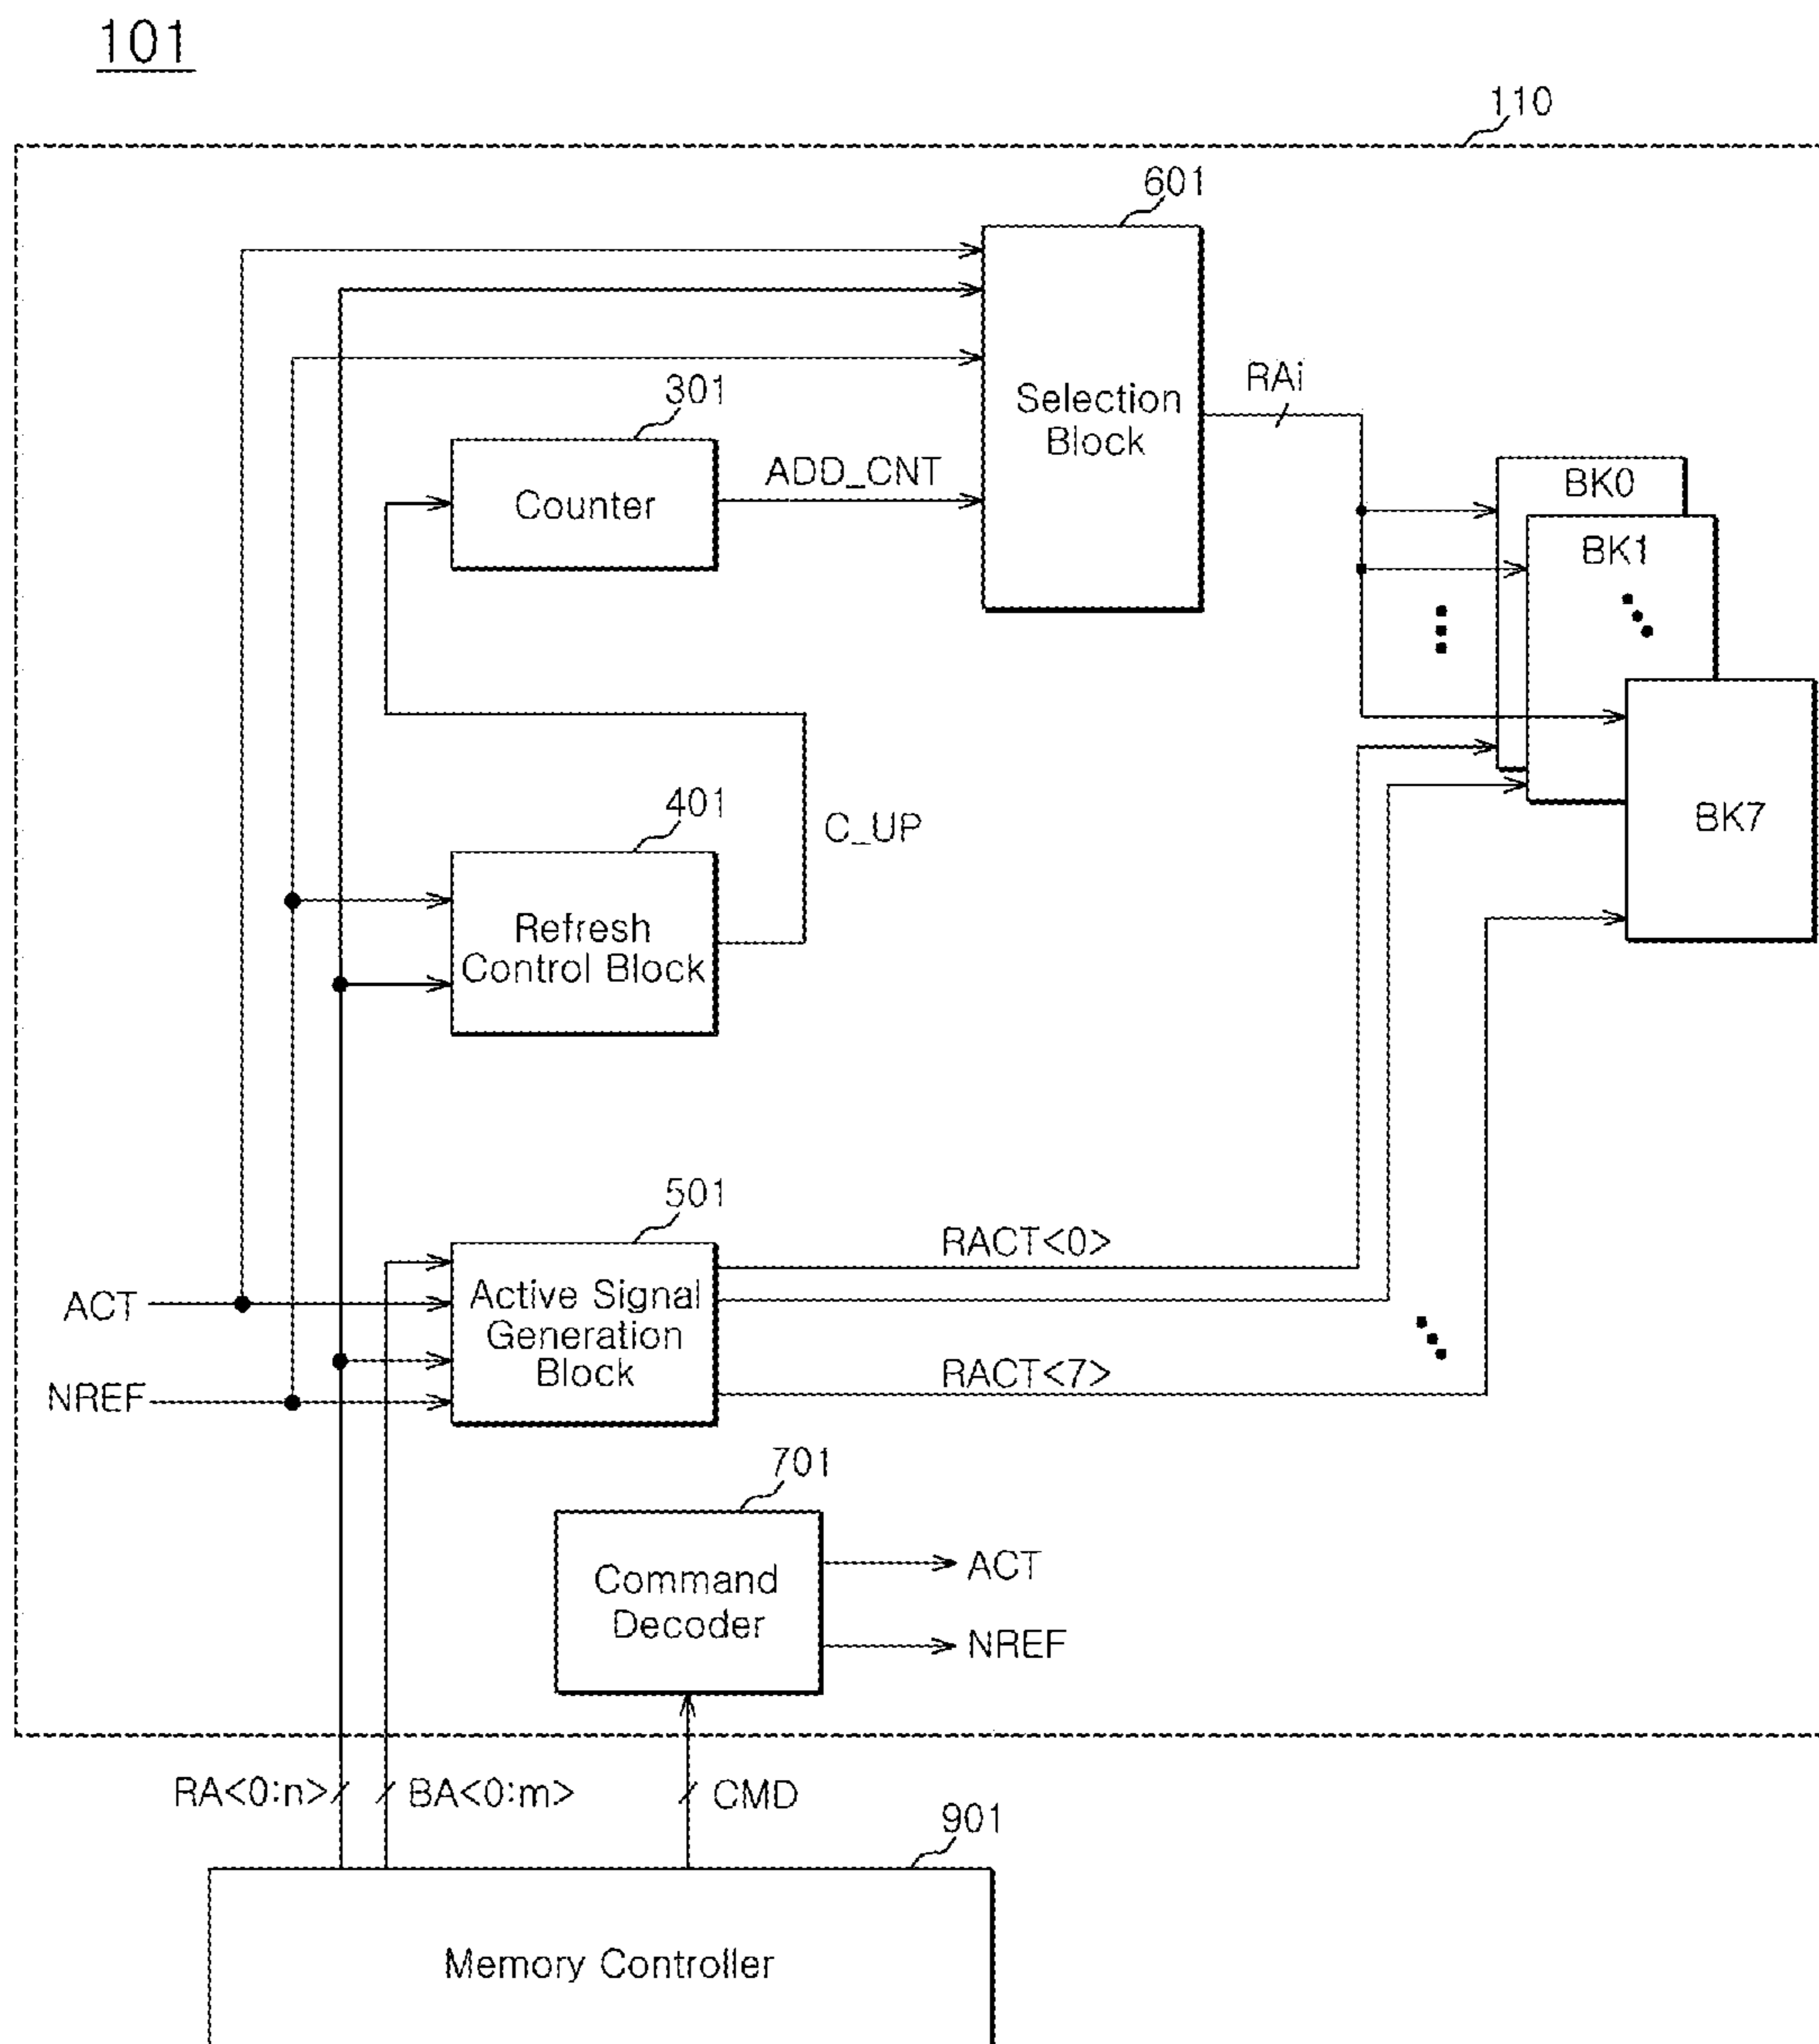 101
110
601
Selection
Block
RAi
301
Counter
ADD_CNT
BK0
BK1
BK7
401
Refresh
Control Block
C_UP
501
Active Signal
Generation
Block
ACT
NREF
RACT<0>
RACT<7>
701
Command
Decoder
ACT
NREF
RA<0:n>
BA<0:m>
CMD
901
Memory Controller